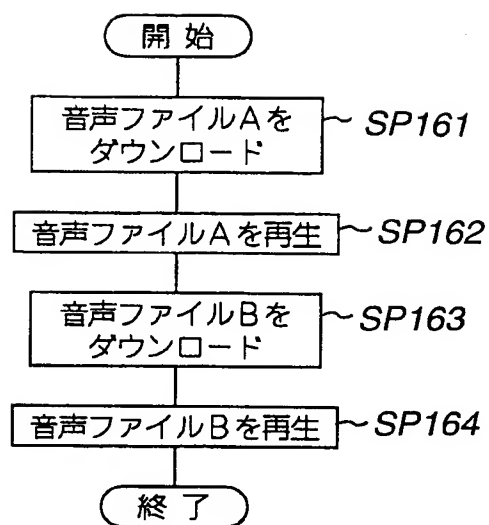 開始
音声ファイルAを
ダウンロード
～SP161
音声ファイルAを再生
～SP162
音声ファイルBを
ダウンロード
～SP163
音声ファイルBを再生
～SP164
終了